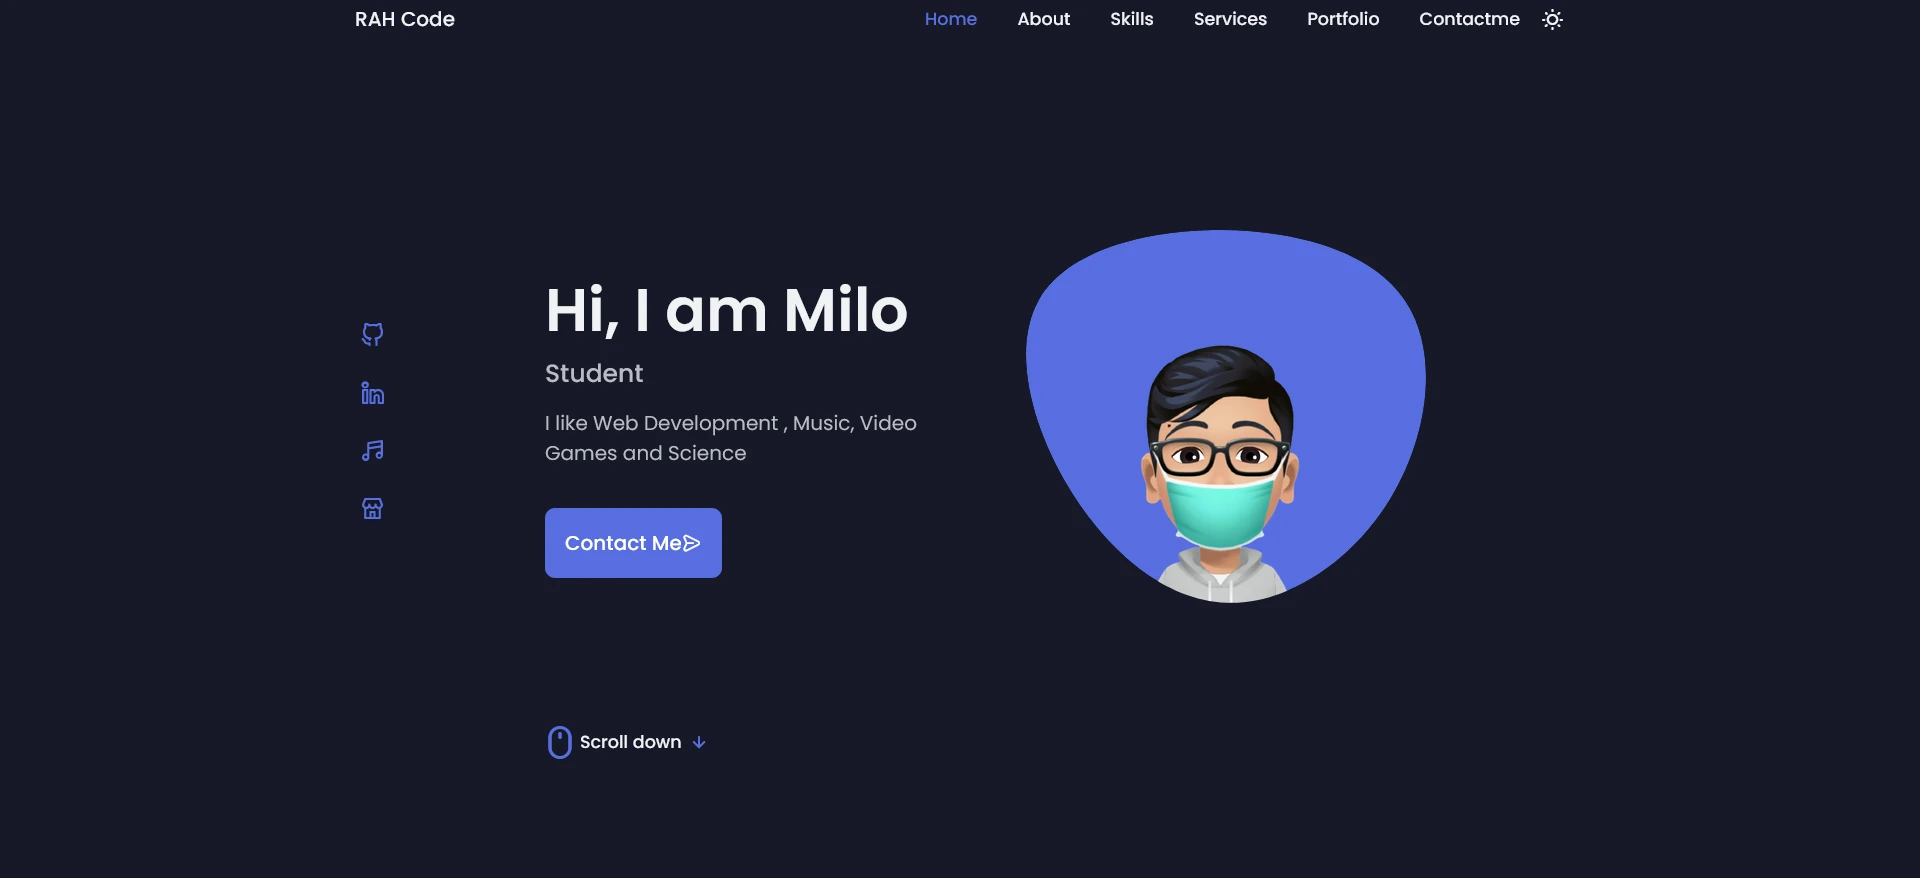 RAH Code
Home About Skills Services Portfolio Contactme
Hi, I am Milo
Student
I like Web Development , Music, Video
Games and Science
Contact Me
Scroll down